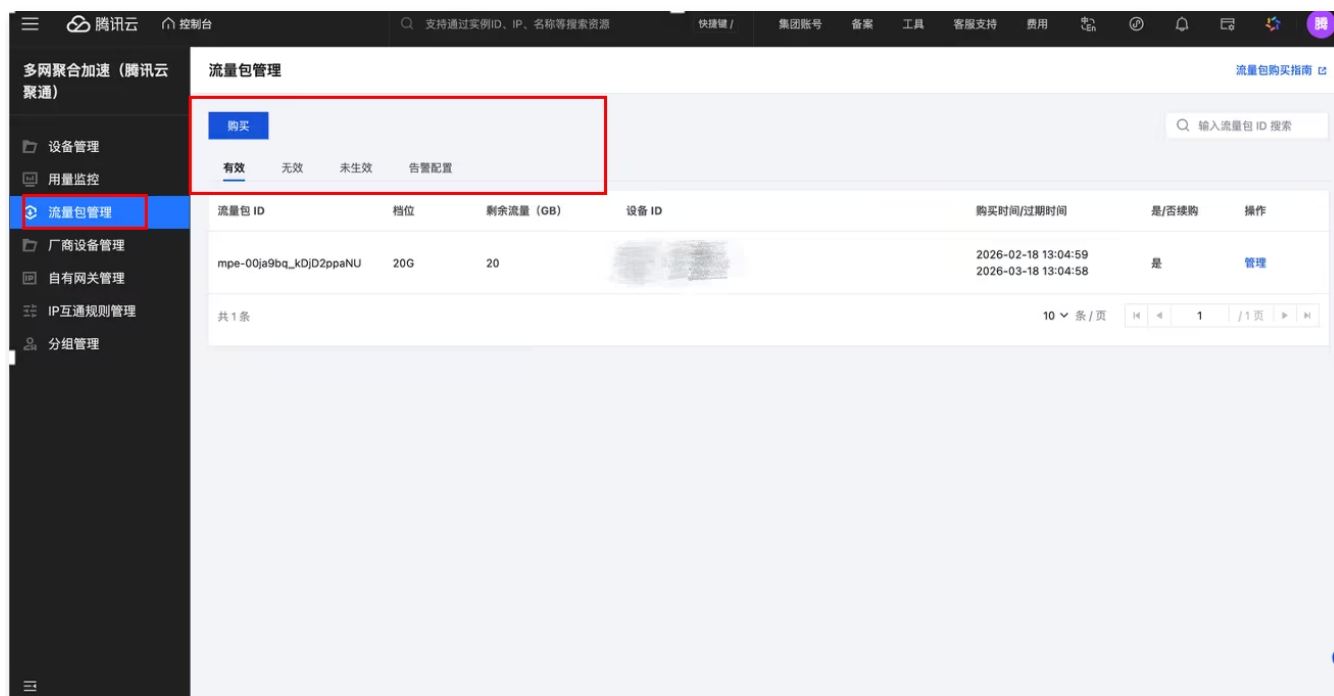 腾讯云 控制台 支持通过实例ID、IP、名称等搜索资源 快捷键 / 集团账号 备案 工具 客服支持 费用 中En 腾
多网聚合加速（腾讯云
聚通）
设备管理
用量监控
流量包管理
厂商设备管理
自有网关管理
IP互通规则管理
分组管理
流量包管理 流量包购买指南
购买 输入流量包 ID 搜索
有效 无效 未生效 告警配置
流量包 ID 档位 剩余流量（GB） 设备 ID 购买时间/过期时间 是/否续购 操作
mpe-00ja9bq_kDjD2ppaNU 20G 20 2026-02-18 13:04:59 是 管理
2026-03-18 13:04:58
共 1 条 10 条 / 页 1 / 1 页